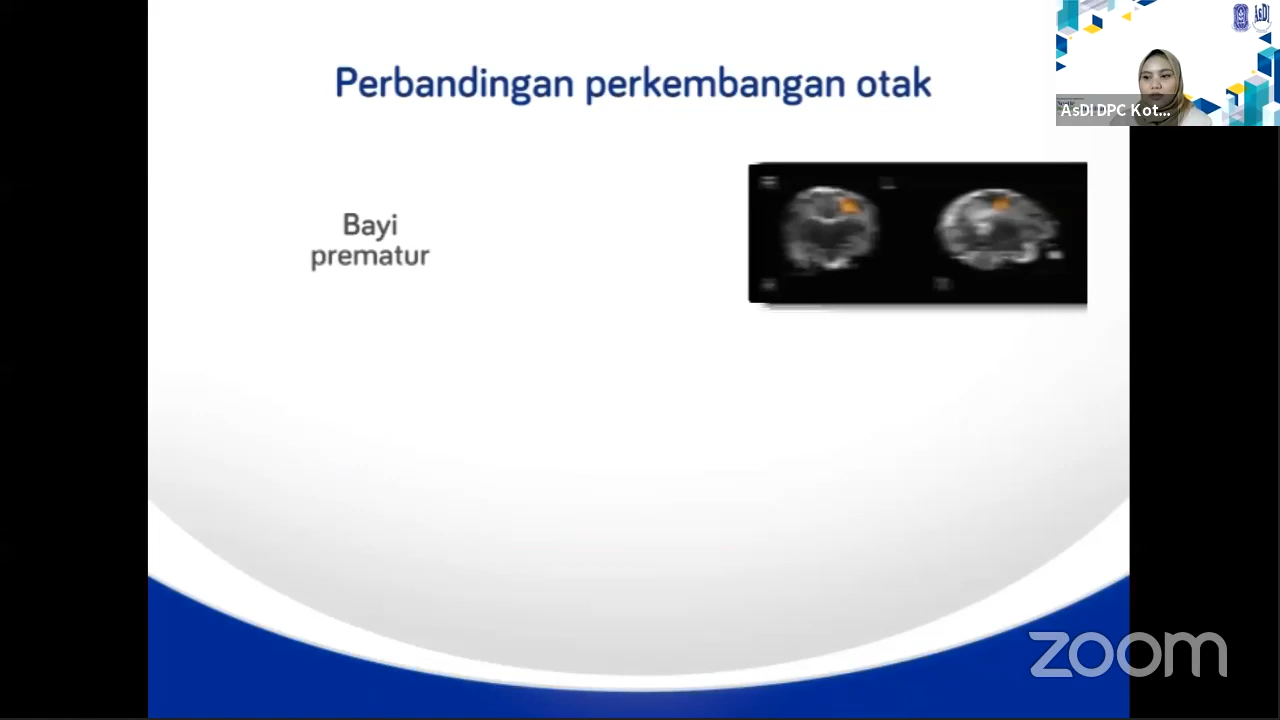 Perbandingan perkembangan otak
AsDI DPC Kot...
Bayi
prematur
zoom